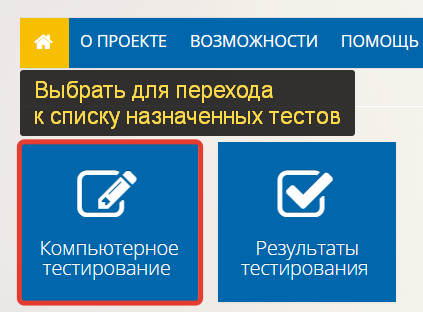 О ПРОЕКТЕ ВОЗМОЖНОСТИ ПОМОЩЬ
Выбрать для перехода
к списку назначенных тестов
Компьютерное
тестирование
Результаты
тестирования